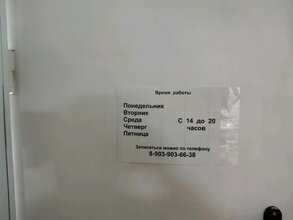 Время работы
Понедельник
Вторник
Среда
Четверг
Пятница
С 14 до 20
часов
Записаться можно по телефону
8-903-903-66-38